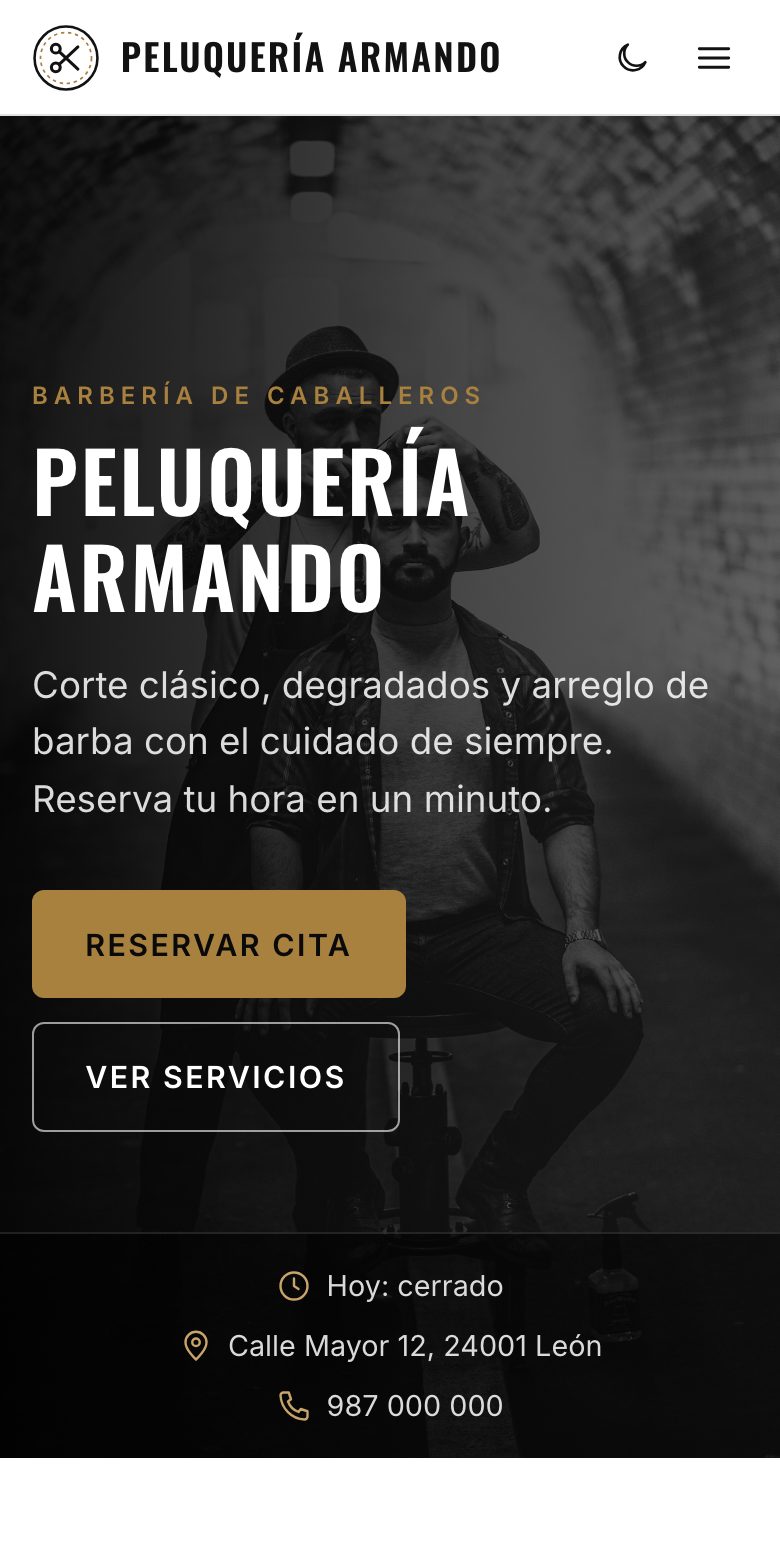 PELUQUERÍA ARMANDO
BARBERÍA DE CABALLEROS
PELUQUERÍA
ARMANDO
Corte clásico, degradados y arreglo de
barba con el cuidado de siempre.
Reserva tu hora en un minuto.
RESERVAR CITA
VER SERVICIOS
Hoy: cerrado
Calle Mayor 12, 24001 León
987 000 000